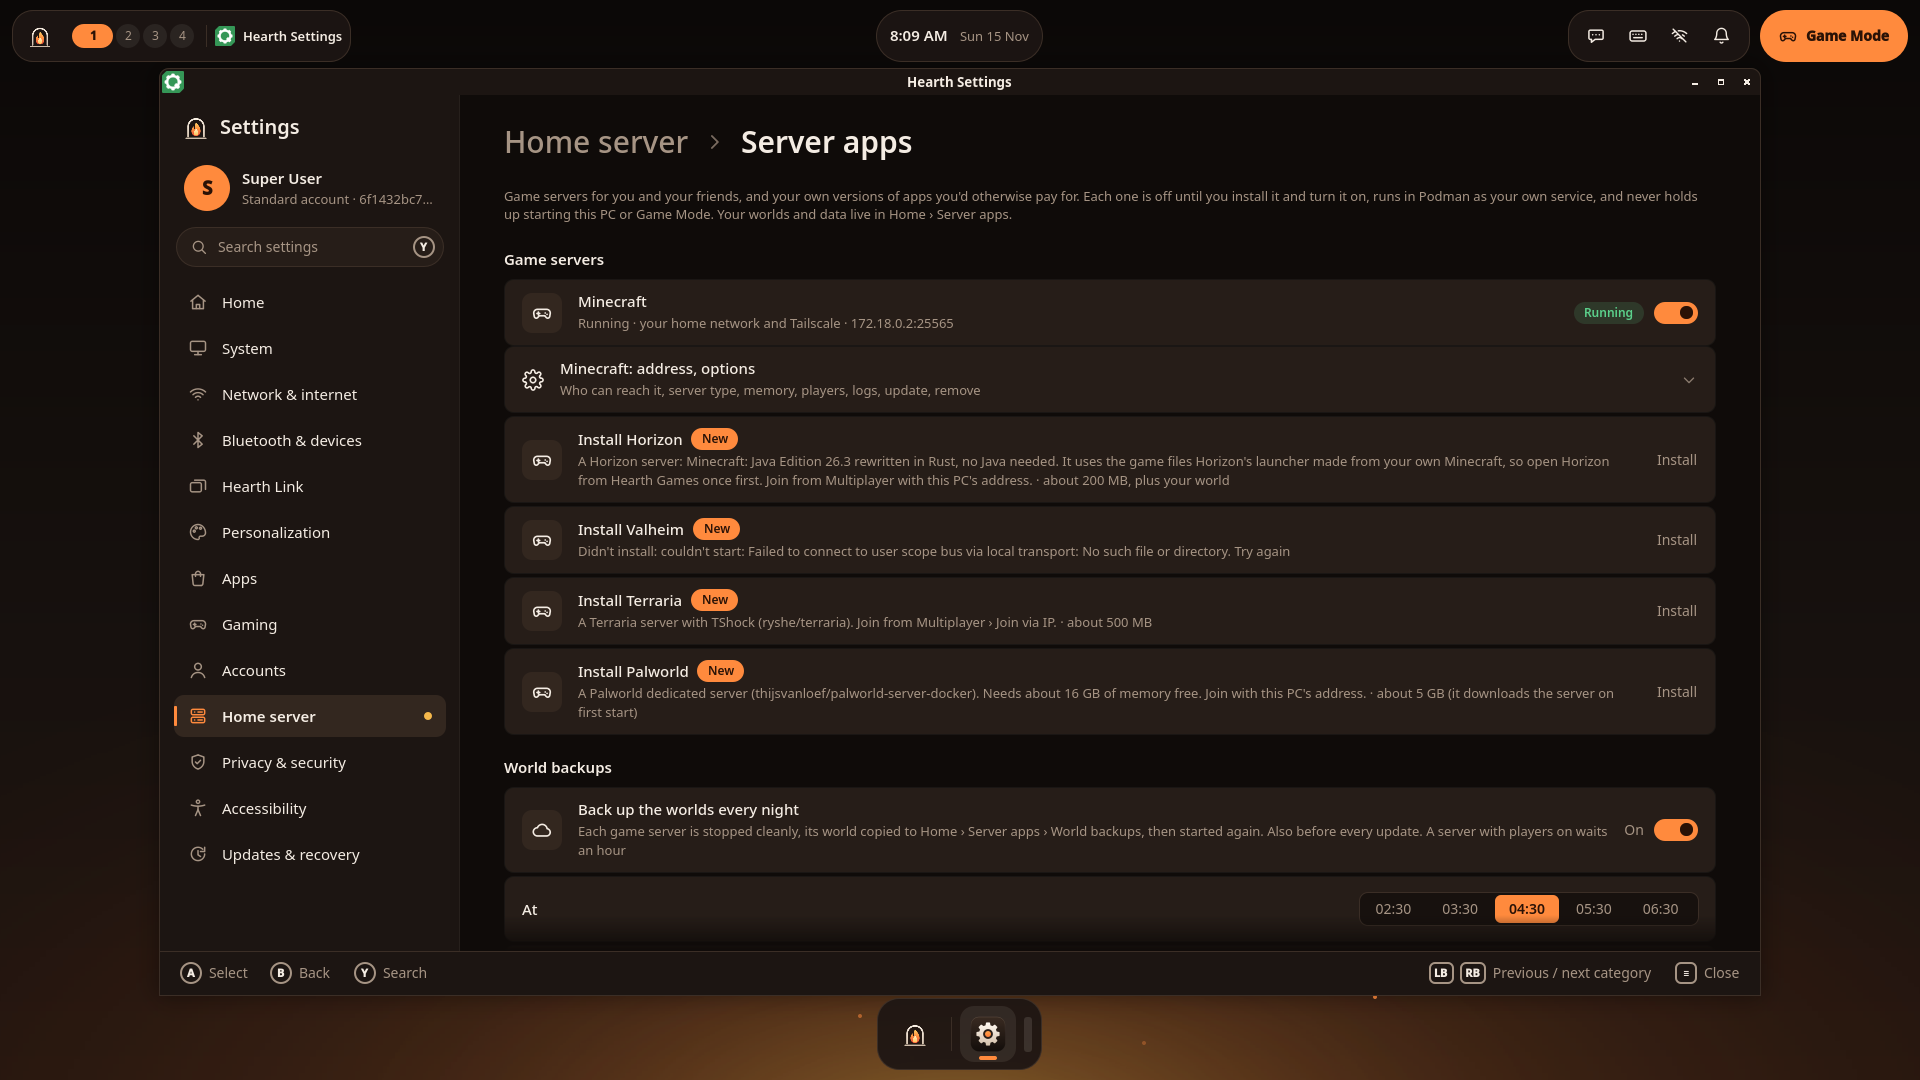 1 2 3 4 Hearth Settings
8:09 AM Sun 15 Nov
Game Mode
Hearth Settings
Settings
S
Super User
Standard account · 6f1432bc7...
Search settings Y
Home
System
Network & internet
Bluetooth & devices
Hearth Link
Personalization
Apps
Gaming
Accounts
Home server
Privacy & security
Accessibility
Updates & recovery
Home server > Server apps
Game servers for you and your friends, and your own versions of apps you'd otherwise pay for. Each one is off until you install it and turn it on, runs in Podman as your own service, and never holds
up starting this PC or Game Mode. Your worlds and data live in Home › Server apps.
Game servers
Minecraft
Running · your home network and Tailscale · 172.18.0.2:25565
Running
Minecraft: address, options
Who can reach it, server type, memory, players, logs, update, remove
Install Horizon New
A Horizon server: Minecraft: Java Edition 26.3 rewritten in Rust, no Java needed. It uses the game files Horizon's launcher made from your own Minecraft, so open Horizon
from Hearth Games once first. Join from Multiplayer with this PC's address. · about 200 MB, plus your world
Install
Install Valheim New
Didn't install: couldn't start: Failed to connect to user scope bus via local transport: No such file or directory. Try again
Install
Install Terraria New
A Terraria server with TShock (ryshe/terraria). Join from Multiplayer › Join via IP. · about 500 MB
Install
Install Palworld New
A Palworld dedicated server (thijsvanloef/palworld-server-docker). Needs about 16 GB of memory free. Join with this PC's address. · about 5 GB (it downloads the server on
first start)
Install
World backups
Back up the worlds every night
Each game server is stopped cleanly, its world copied to Home › Server apps › World backups, then started again. Also before every update. A server with players on waits
an hour
On
At
02:30 03:30 04:30 05:30 06:30
A Select B Back Y Search
LB RB Previous / next category Close